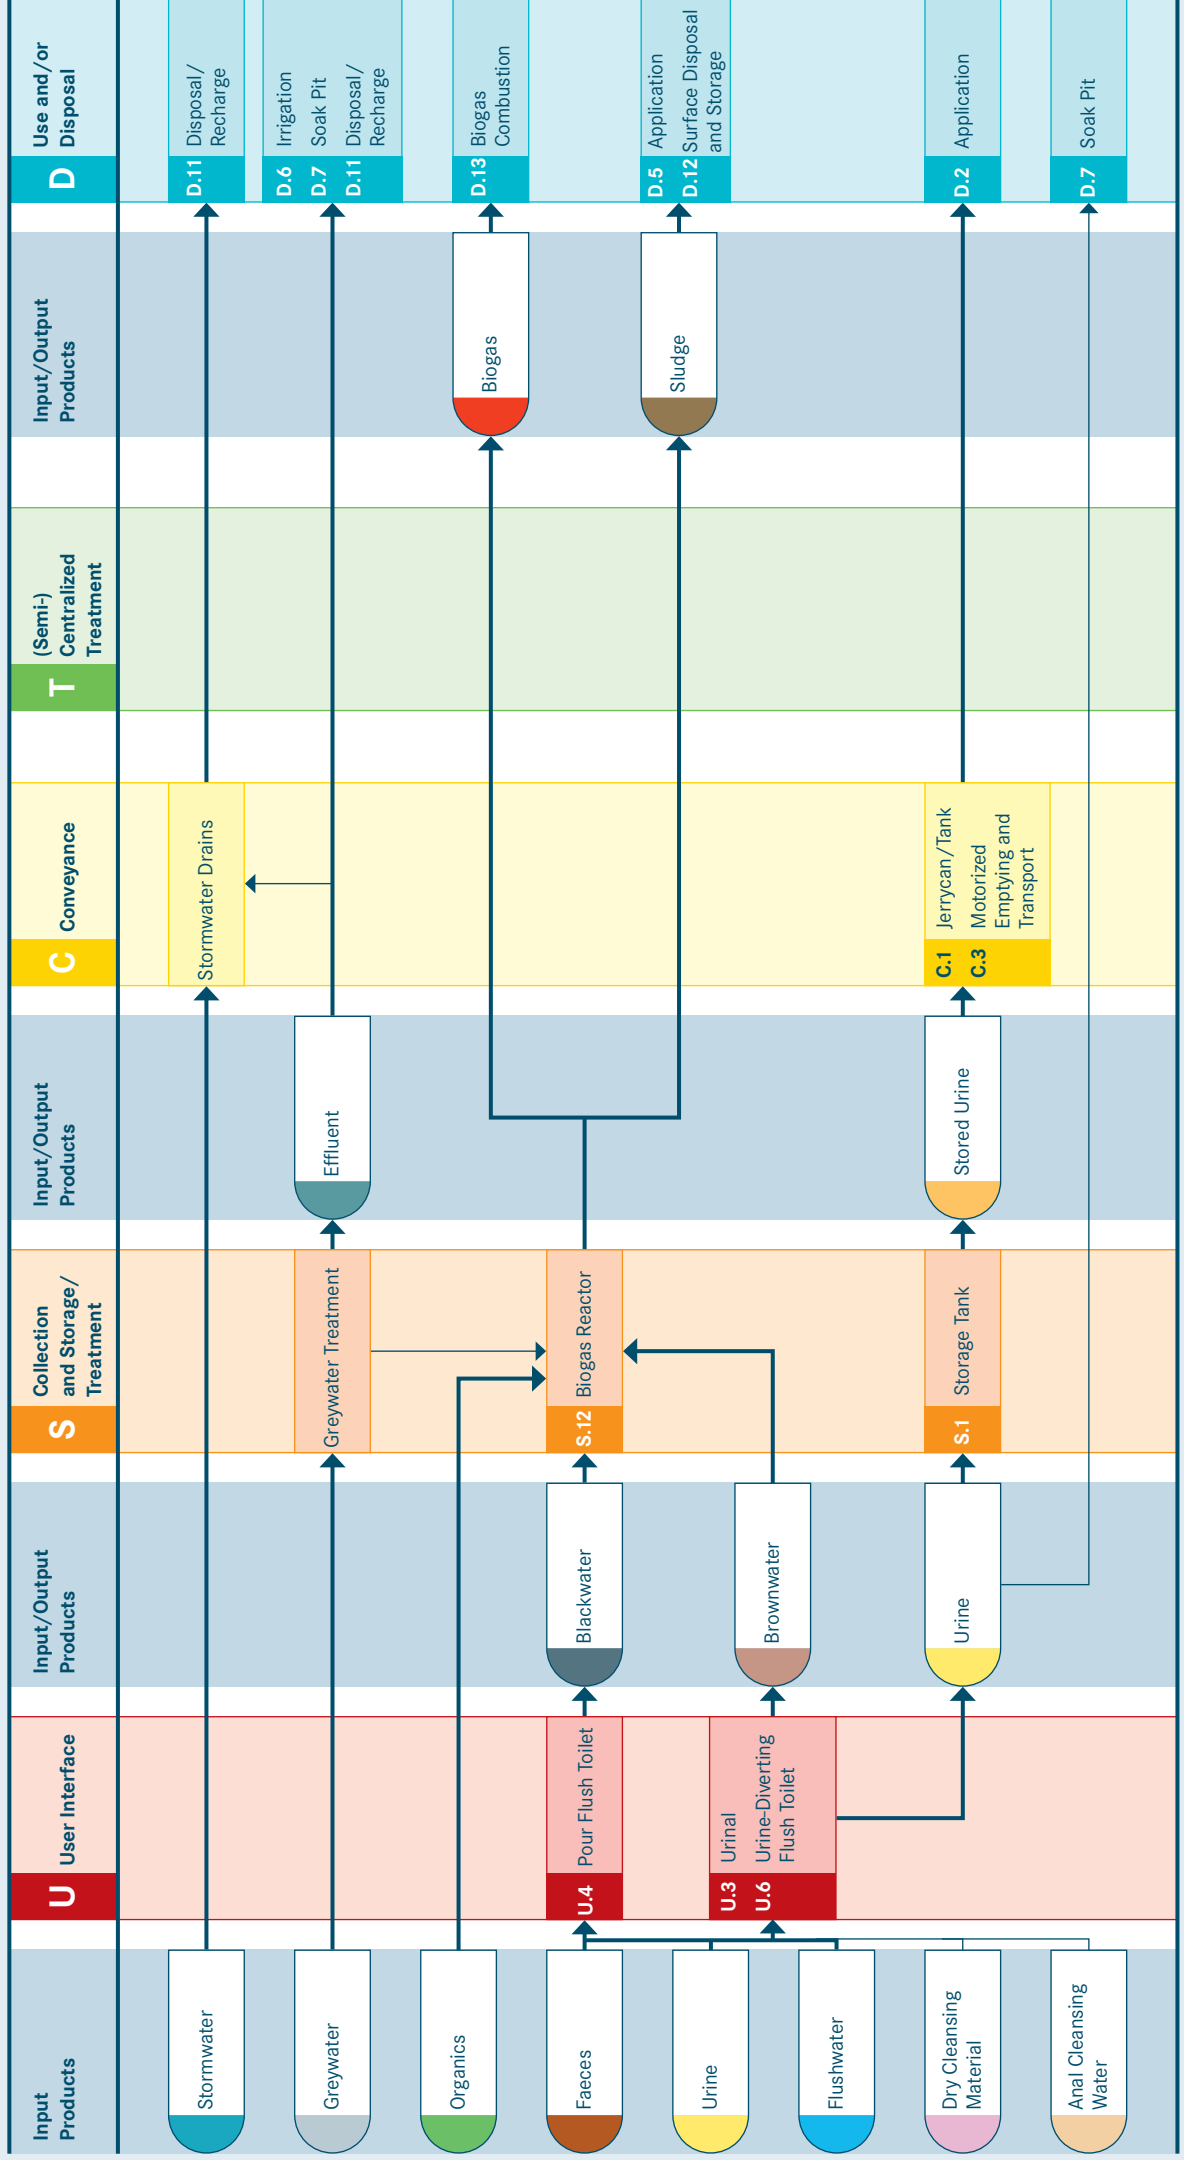 Input
Products
U User Interface
Input/Output
Products
S Collection
and Storage/
Treatment
Input/Output
Products
C Conveyance
T (Semi-)
Centralized
Treatment
Input/Output
Products
D Use and/or
Disposal
Stormwater
Stormwater Drains
D.11 Disposal/
Recharge
Greywater
Greywater Treatment
Effluent
D.6 Irrigation
D.7 Soak Pit
D.11 Disposal/
Recharge
Organics
Biogas
D.13 Biogas
Combustion
Faeces
U.4 Pour Flush Toilet
Blackwater
S.12 Biogas Reactor
Urine
Sludge
D.5 Application
D.12 Surface Disposal
and Storage
U.3 Urinal
U.6 Urine-Diverting
Flush Toilet
Brownwater
Flushwater
Dry Cleansing
Material
Urine
S.1 Storage Tank
Stored Urine
C.1 Jerrycan/Tank
C.3 Motorized
Emptying and
Transport
D.2 Application
Anal Cleansing
Water
D.7 Soak Pit